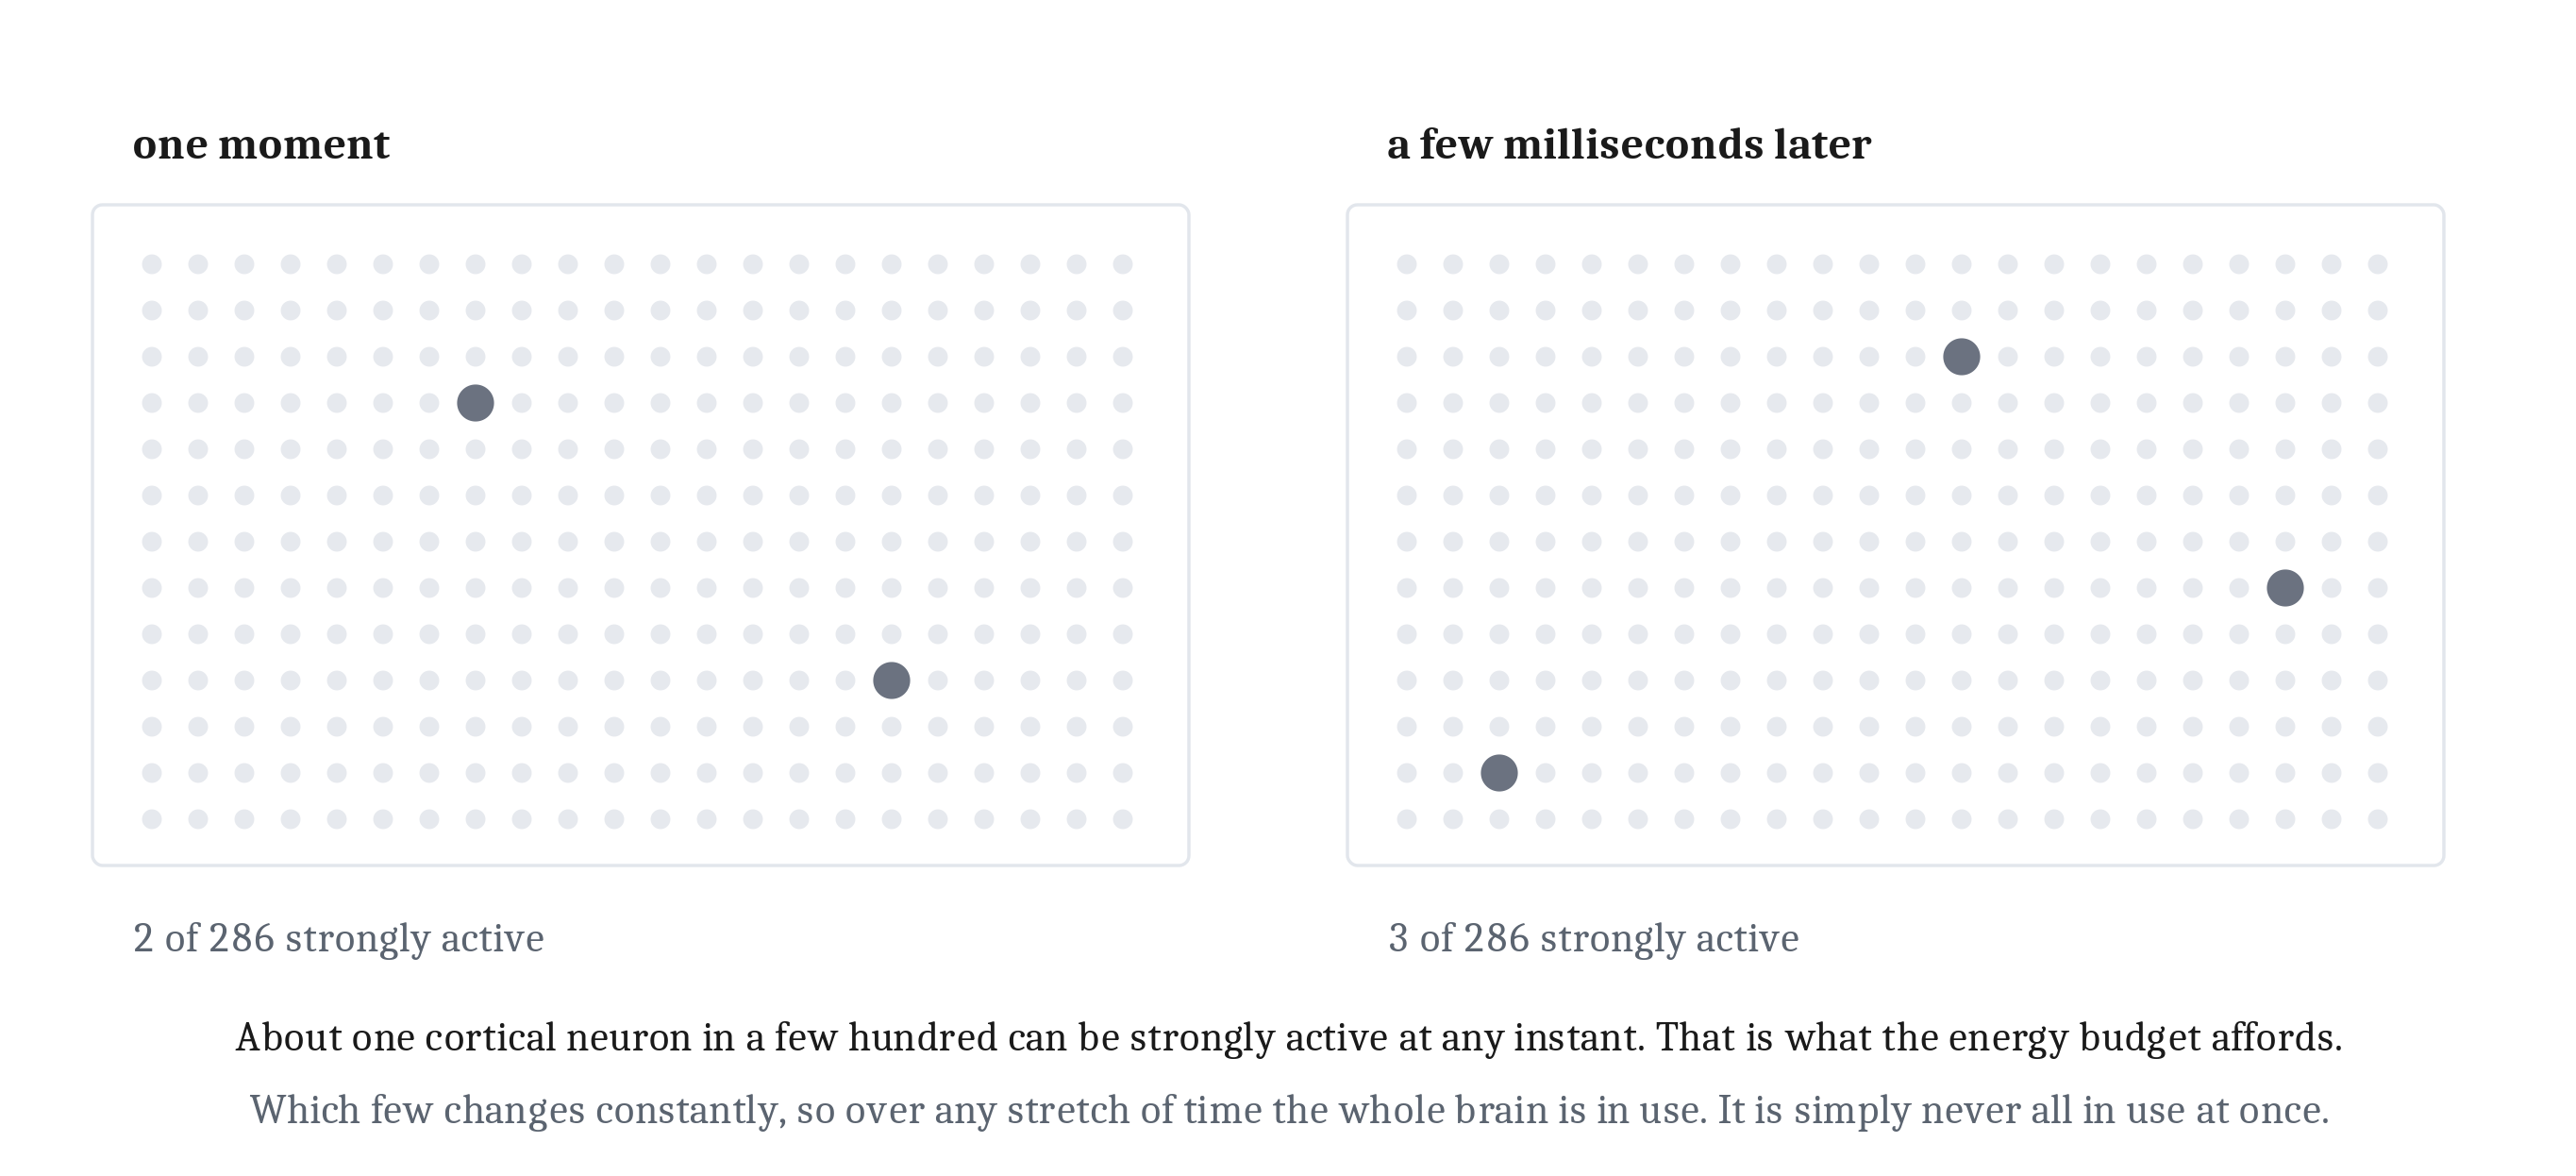 one moment
a few milliseconds later
2 of 286 strongly active
3 of 286 strongly active
About one cortical neuron in a few hundred can be strongly active at any instant. That is what the energy budget affords.
Which few changes constantly, so over any stretch of time the whole brain is in use. It is simply never all in use at once.